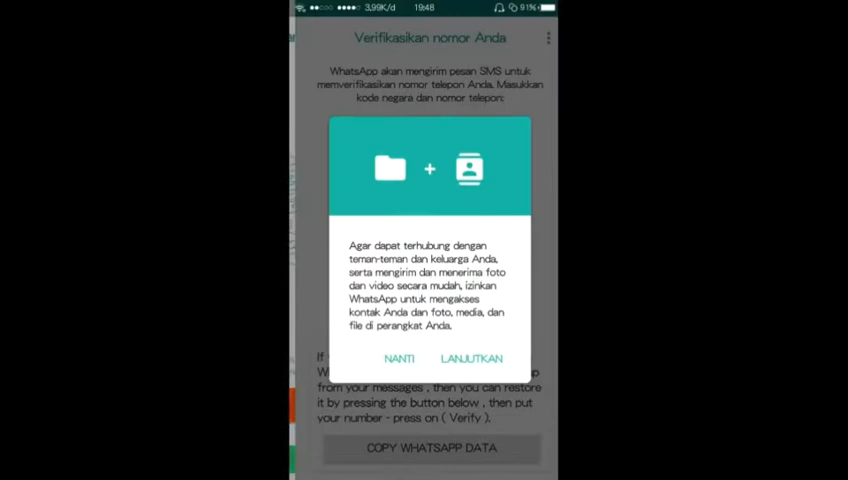 3,99K/d
19:48
91%
Verifikasikan nomor Anda
WhatsApp akan mengirim pesan SMS untuk
memverifikasikan nomor telepon Anda. Masukkan
kode negara dan nomor telepon:
Agar dapat terhubung dengan
teman-teman dan keluarga Anda,
serta mengirim dan menerima foto
dan video secara mudah, izinkan
WhatsApp untuk mengakses
kontak Anda dan foto, media, dan
file di perangkat Anda.
NANTI LANJUTKAN
If
from your messages , then you can restore
it by pressing the button below , then put
your number - press on ( Verify ).
COPY WHATSAPP DATA